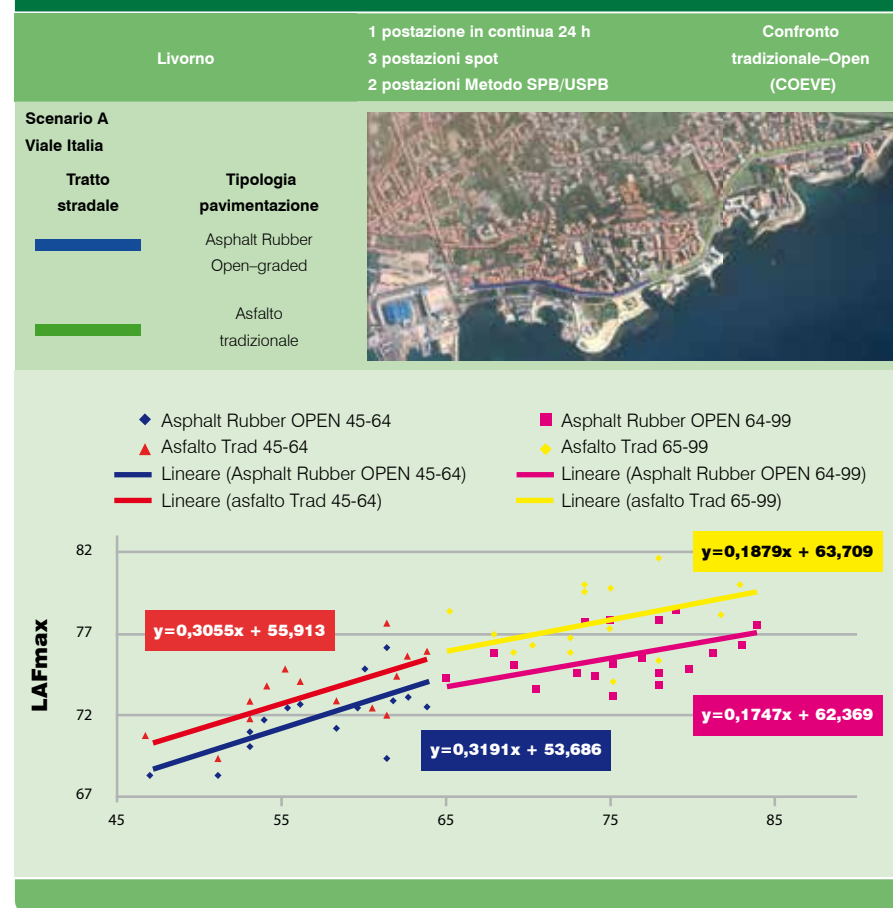 Livorno
1 postazione in continua 24 h
3 postazioni spot
2 postazioni Metodo SPB/USPB
Confronto
tradizionale–Open
(COEVE)
Scenario A
Viale Italia
Tratto
stradale
Tipologia
pavimentazione
Asphalt Rubber
Open–graded
Asfalto
tradizionale
Asphalt Rubber OPEN 45-64
Asfalto Trad 45-64
Lineare (Asphalt Rubber OPEN 45-64)
Lineare (asfalto Trad 45-64)
Asphalt Rubber OPEN 64-99
Asfalto Trad 65-99
Lineare (Asphalt Rubber OPEN 64-99)
Lineare (asfalto Trad 65-99)
LAFmax
82
77
72
67
y=0,1879x + 63,709
y=0,3055x + 55,913
y=0,1747x + 62,369
y=0,3191x + 53,686
45 55 65 75 85